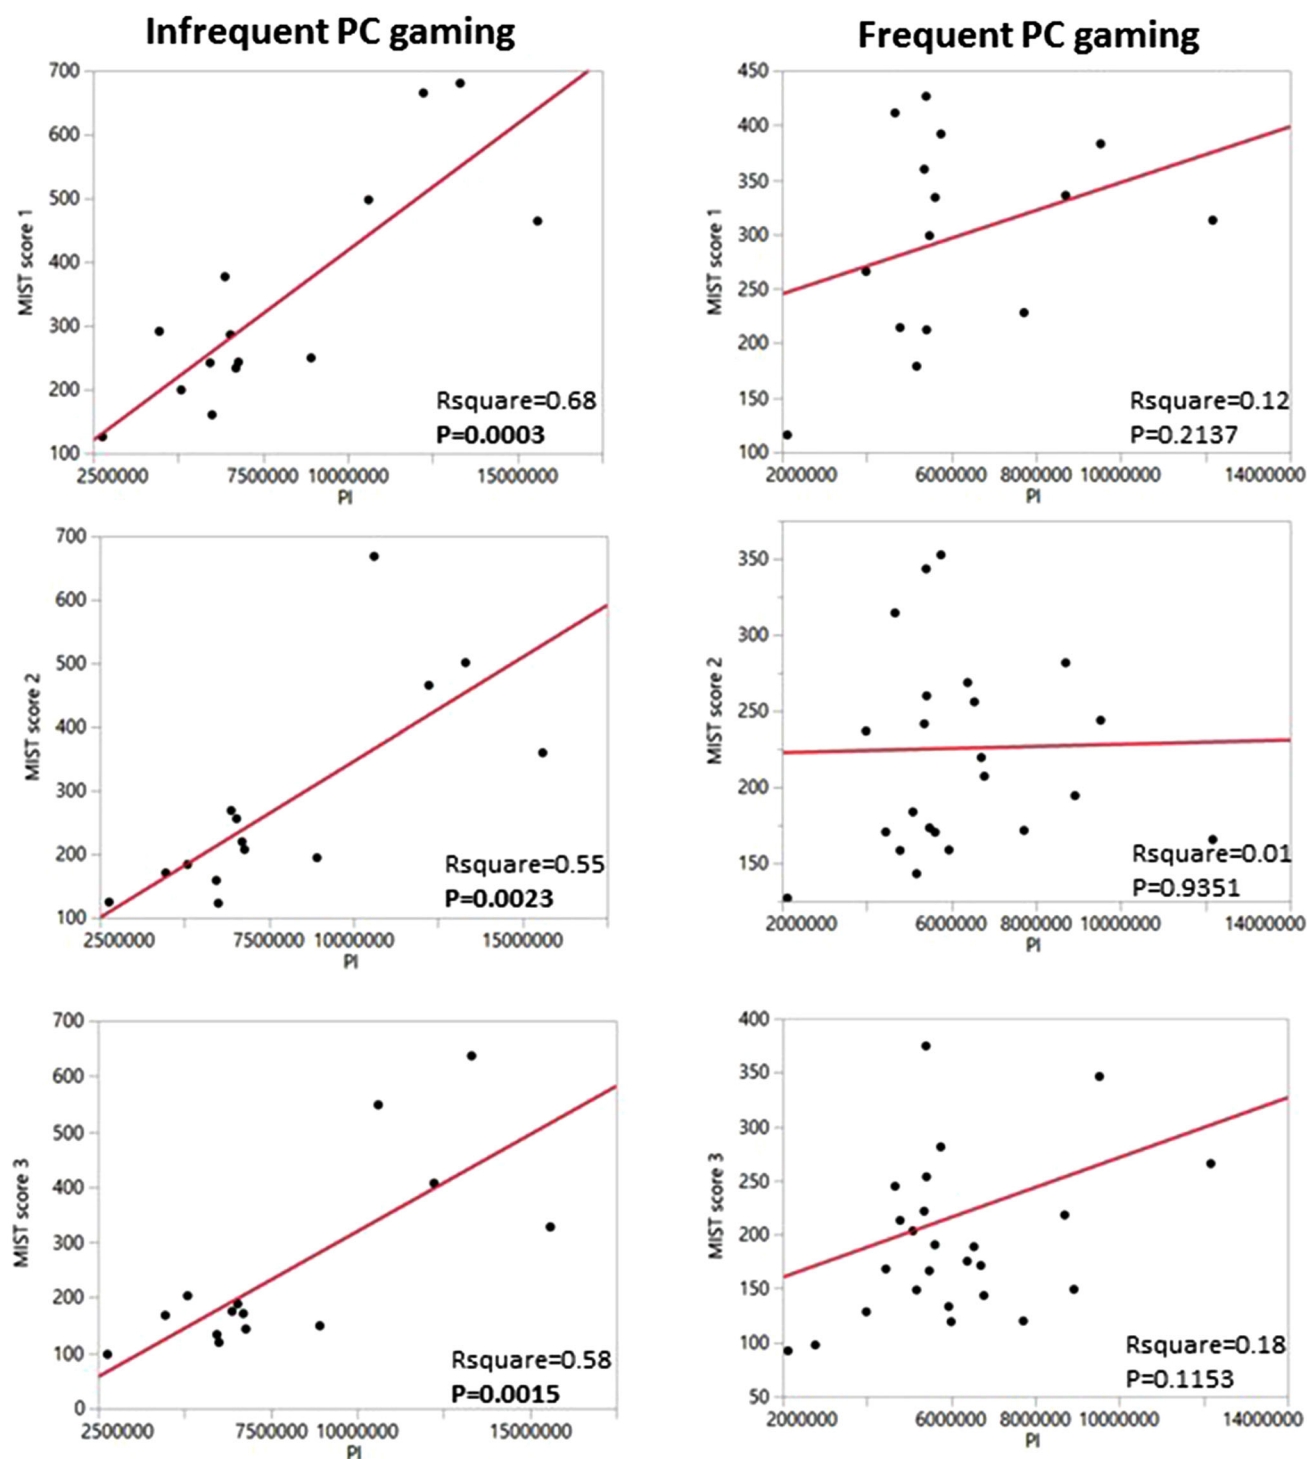 Infrequent PC gaming
Frequent PC gaming
700
600
500
400
300
200
100
MIST score 1
Rsquare=0.68
P=0.0003
2500000 7500000 10000000 15000000
PI
450
400
350
300
250
200
150
100
MIST score 1
Rsquare=0.12
P=0.2137
2000000 6000000 8000000 10000000 14000000
PI
700
600
500
400
300
200
100
MIST score 2
Rsquare=0.55
P=0.0023
2500000 7500000 10000000 15000000
PI
350
300
250
200
150
MIST score 2
Rsquare=0.01
P=0.9351
2000000 6000000 8000000 10000000 14000000
PI
700
600
500
400
300
200
100
0
MIST score 3
Rsquare=0.58
P=0.0015
2500000 7500000 10000000 15000000
PI
400
350
300
250
200
150
100
50
MIST score 3
Rsquare=0.18
P=0.1153
2000000 6000000 8000000 10000000 14000000
PI